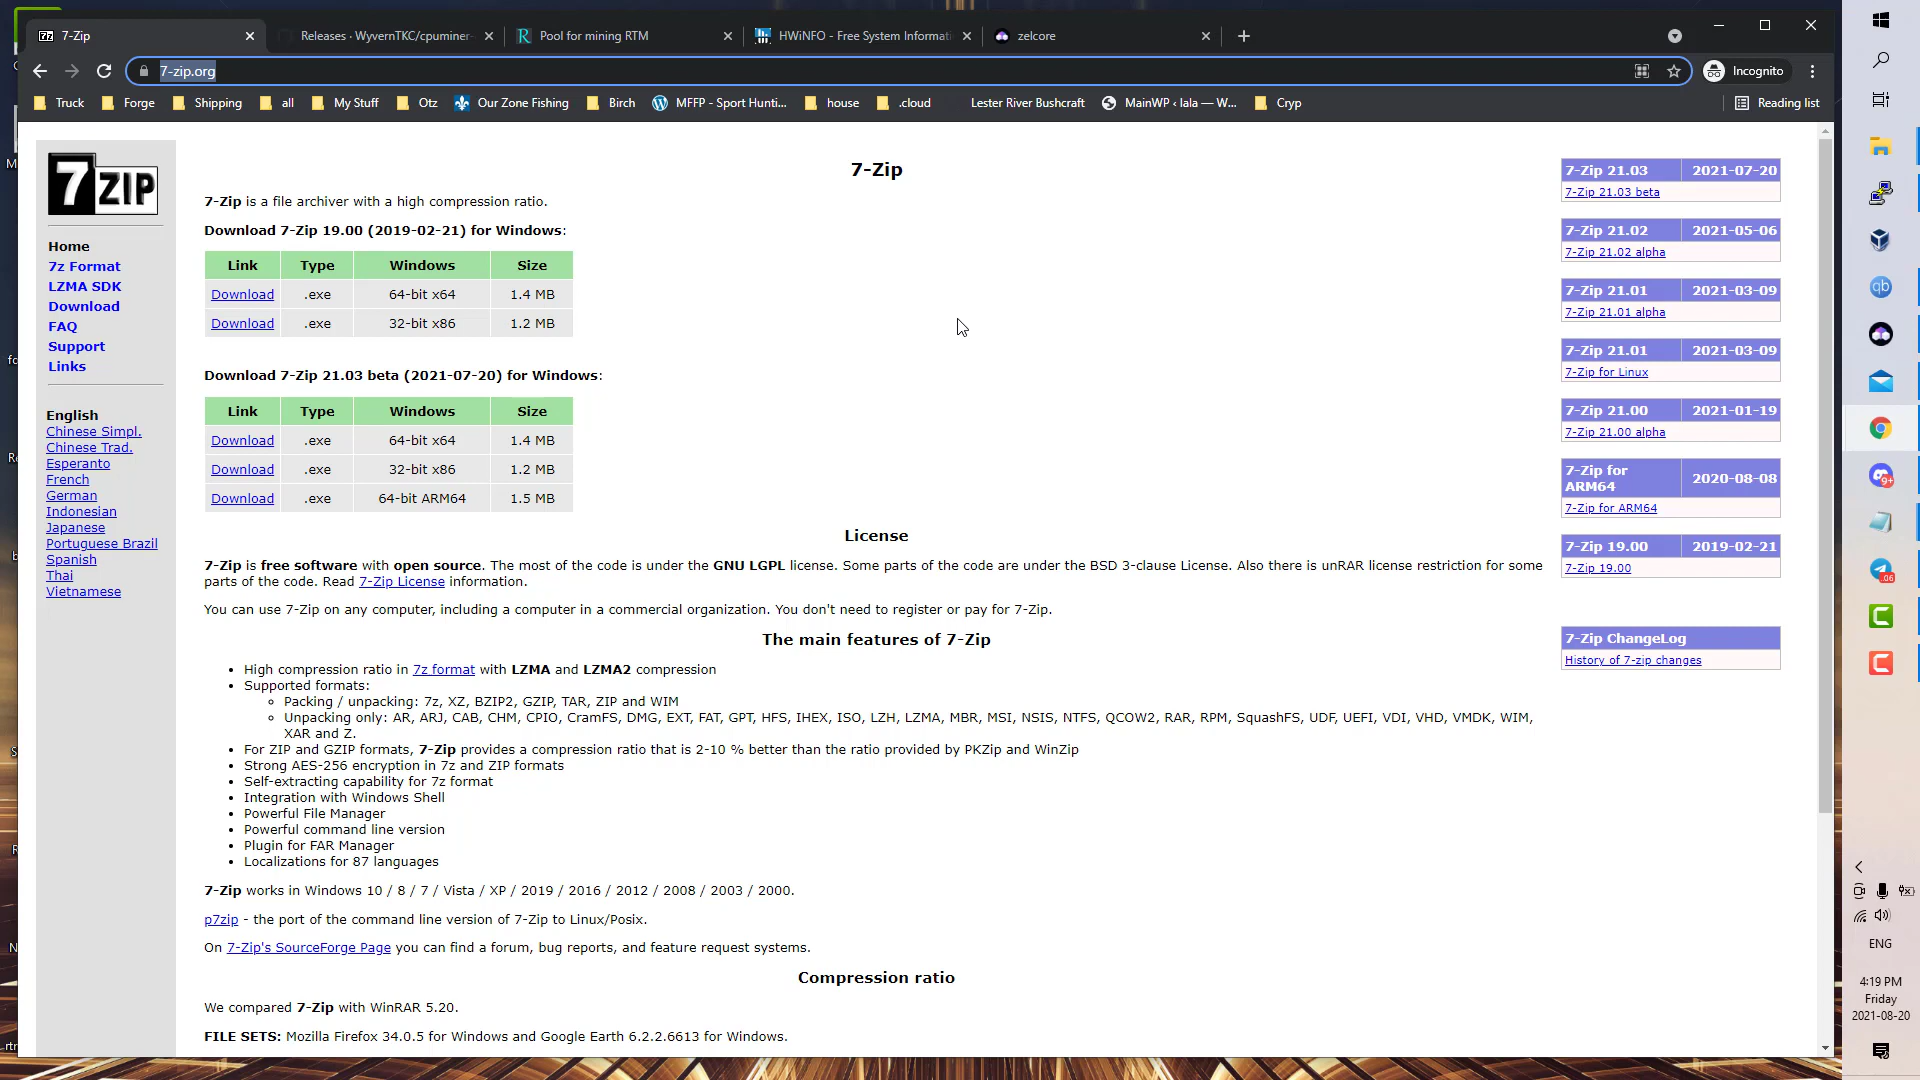 7-Zip
Releases · WyvernTKC/cpuminer-
Pool for mining RTM
HWiNFO - Free System Informati
zelcore
7-zip.org
Incognito
Truck
Forge
Shipping
all
My Stuff
Otz
Our Zone Fishing
Birch
MFFP - Sport Hunti...
house
.cloud
Lester River Bushcraft
MainWP ‹ lala — W...
Cryp
Reading list
7ZIP
Home
7z Format
LZMA SDK
Download
FAQ
Support
Links
English
Chinese Simpl.
Chinese Trad.
Esperanto
French
German
Indonesian
Japanese
Portuguese Brazil
Spanish
Thai
Vietnamese
7-Zip
7-Zip is a file archiver with a high compression ratio.
Download 7-Zip 19.00 (2019-02-21) for Windows:
Link Type Windows Size
Download .exe 64-bit x64 1.4 MB
Download .exe 32-bit x86 1.2 MB
Download 7-Zip 21.03 beta (2021-07-20) for Windows:
Link Type Windows Size
Download .exe 64-bit x64 1.4 MB
Download .exe 32-bit x86 1.2 MB
Download .exe 64-bit ARM64 1.5 MB
License
7-Zip is free software with open source. The most of the code is under the GNU LGPL license. Some parts of the code are under the BSD 3-clause License. Also there is unRAR license restriction for some
parts of the code. Read 7-Zip License information.
You can use 7-Zip on any computer, including a computer in a commercial organization. You don't need to register or pay for 7-Zip.
The main features of 7-Zip
• High compression ratio in 7z format with LZMA and LZMA2 compression
• Supported formats:
◦ Packing / unpacking: 7z, XZ, BZIP2, GZIP, TAR, ZIP and WIM
◦ Unpacking only: AR, ARJ, CAB, CHM, CPIO, CramFS, DMG, EXT, FAT, GPT, HFS, IHEX, ISO, LZH, LZMA, MBR, MSI, NSIS, NTFS, QCOW2, RAR, RPM, SquashFS, UDF, UEFI, VDI, VHD, VMDK, WIM,
XAR and Z.
• For ZIP and GZIP formats, 7-Zip provides a compression ratio that is 2-10 % better than the ratio provided by PKZip and WinZip
• Strong AES-256 encryption in 7z and ZIP formats
• Self-extracting capability for 7z format
• Integration with Windows Shell
• Powerful File Manager
• Powerful command line version
• Plugin for FAR Manager
• Localizations for 87 languages
7-Zip works in Windows 10 / 8 / 7 / Vista / XP / 2019 / 2016 / 2012 / 2008 / 2003 / 2000.
p7zip - the port of the command line version of 7-Zip to Linux/Posix.
On 7-Zip's SourceForge Page you can find a forum, bug reports, and feature request systems.
Compression ratio
We compared 7-Zip with WinRAR 5.20.
FILE SETS: Mozilla Firefox 34.0.5 for Windows and Google Earth 6.2.2.6613 for Windows.
7-Zip 21.03 2021-07-20
7-Zip 21.03 beta
7-Zip 21.02 2021-05-06
7-Zip 21.02 alpha
7-Zip 21.01 2021-03-09
7-Zip 21.01 alpha
7-Zip 21.01 2021-03-09
7-Zip for Linux
7-Zip 21.00 2021-01-19
7-Zip 21.00 alpha
7-Zip for
ARM64 2020-08-08
7-Zip for ARM64
7-Zip 19.00 2019-02-21
7-Zip 19.00
7-Zip ChangeLog
History of 7-zip changes
qb
9+
.06
ENG
4:19 PM
Friday
2021-08-20